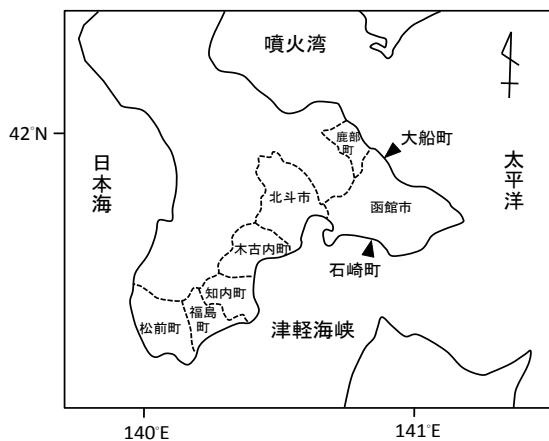 噴火湾
42°N
鹿部
町
大船町
日本海
太平洋
北斗市
函館市
木古内町
石崎町
知内町
福島
町
松前町
津軽海峡
140°E
141°E